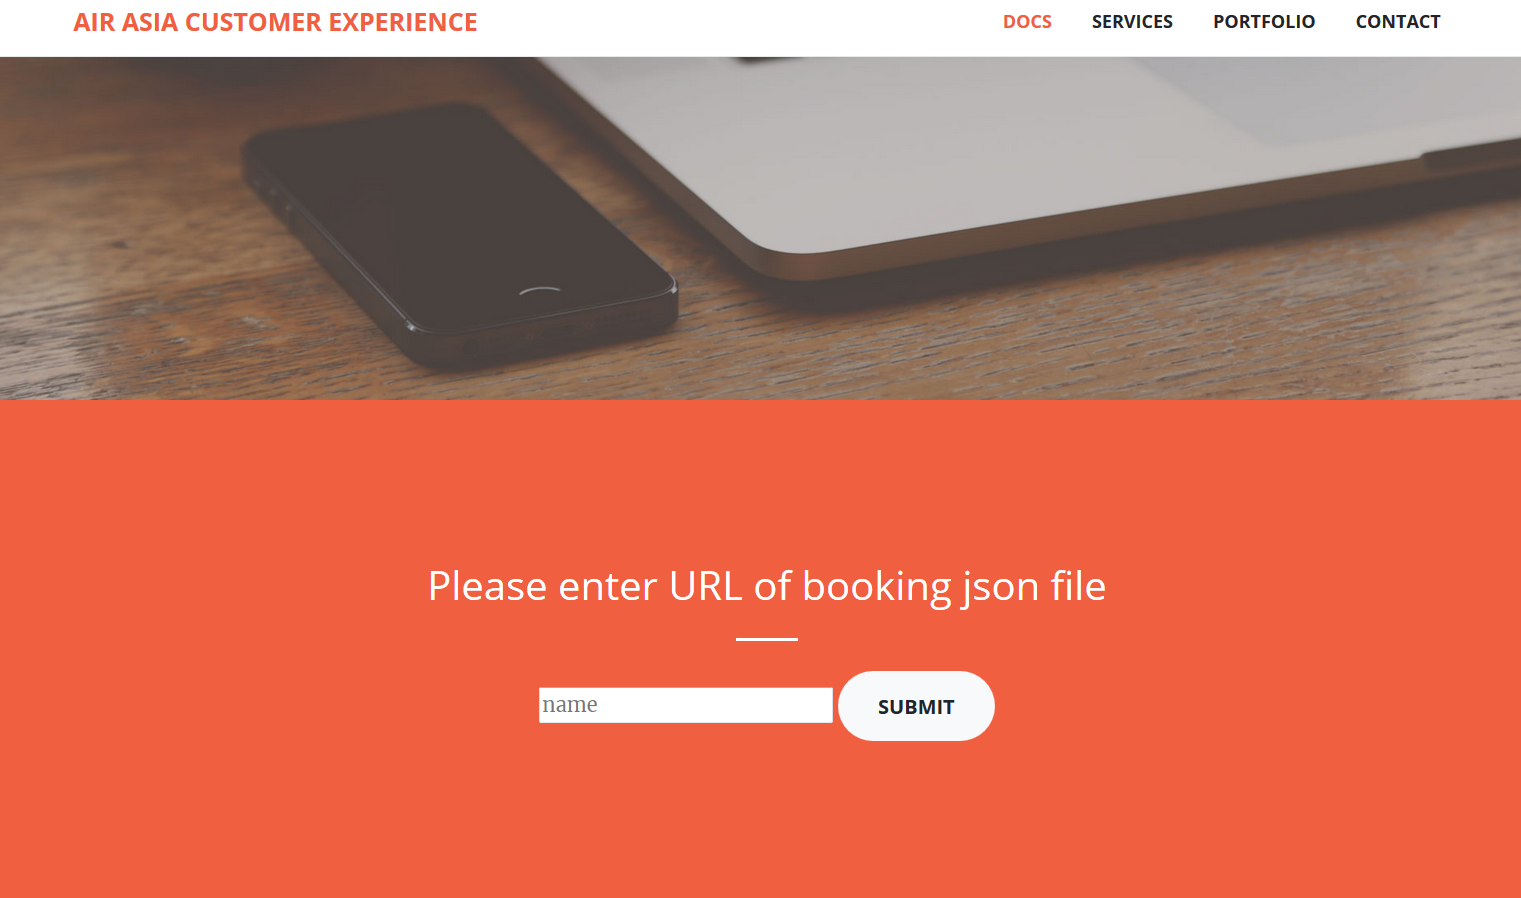 AIR ASIA CUSTOMER EXPERIENCE
DOCS SERVICES PORTFOLIO CONTACT
Please enter URL of booking json file
name
SUBMIT